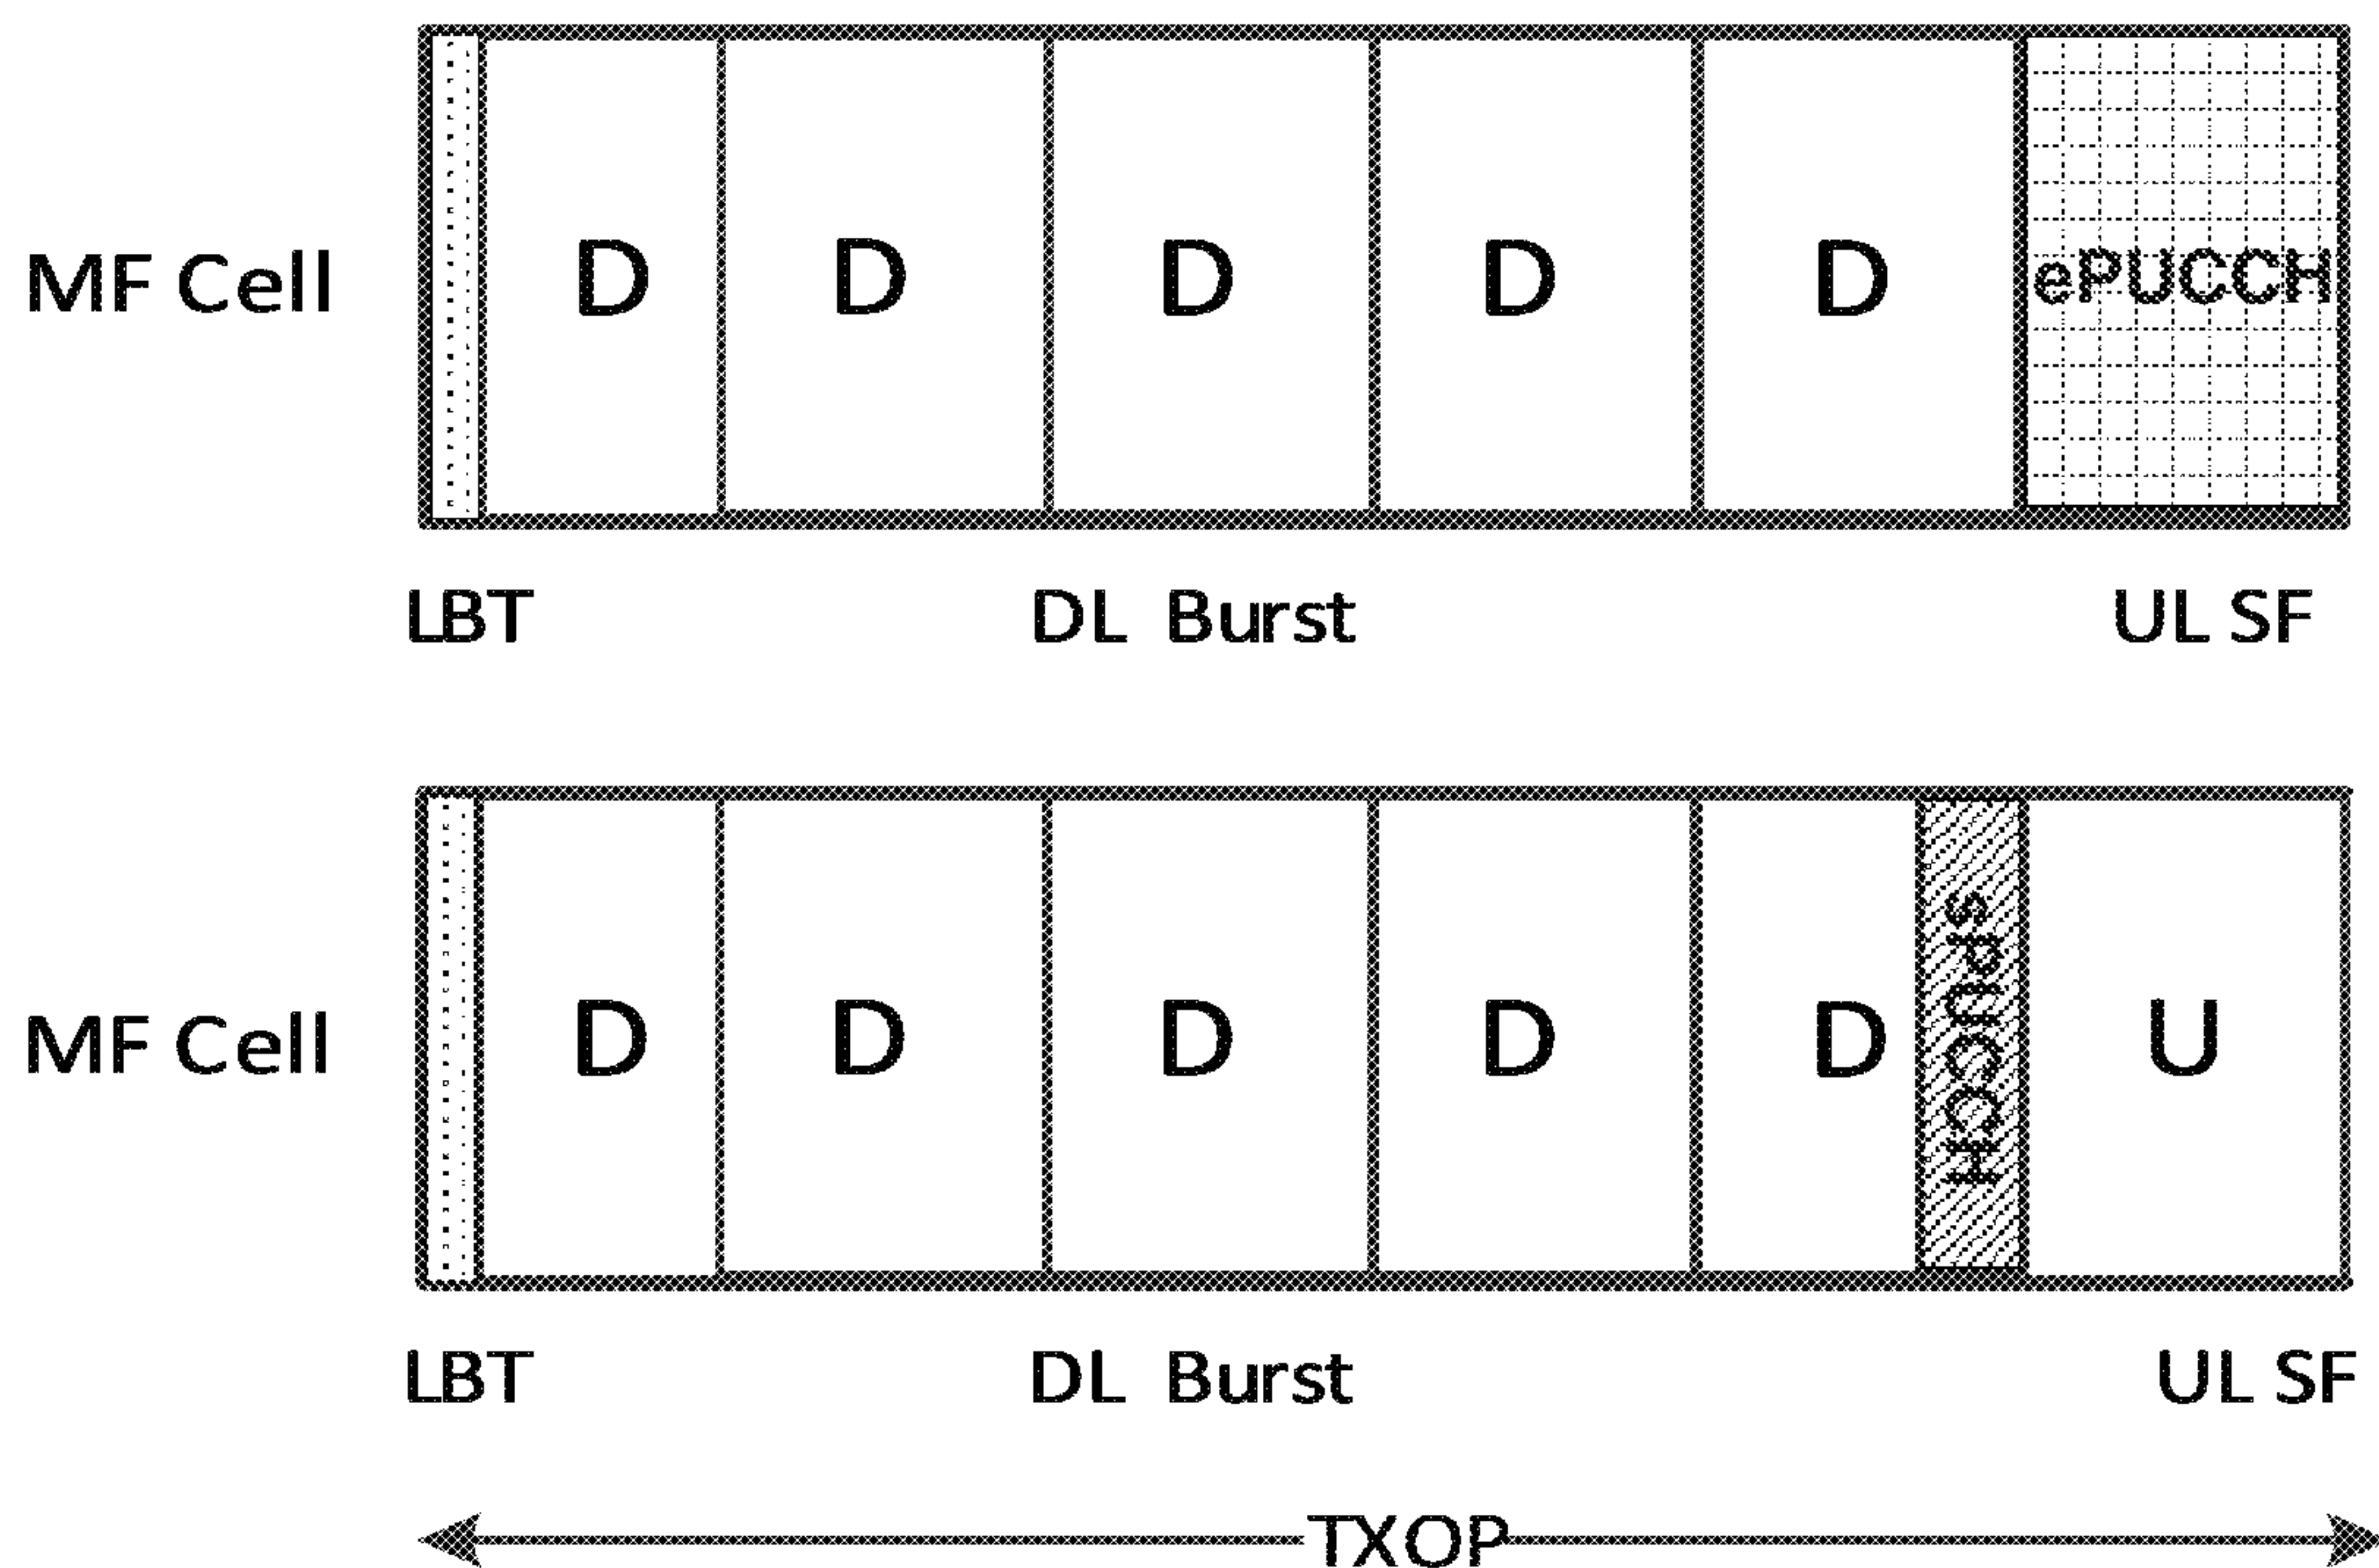 MF Cell D D D D D ePUCCH
LBT DL Burst UL SF
MF Cell D D D D D sPUCCH U
LBT DL Burst UL SF
TXOP